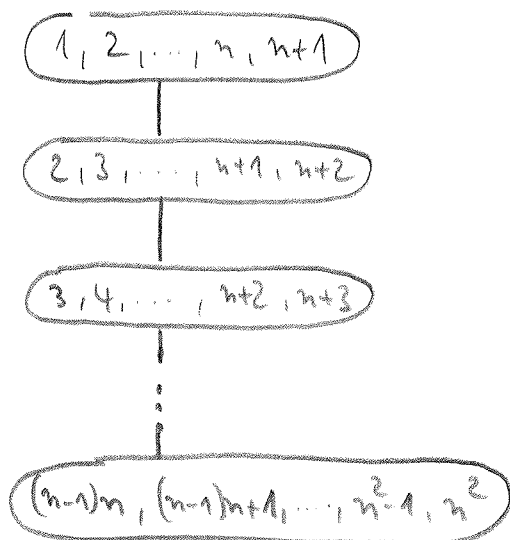 1, 2, ..., n, n+1
2, 3, ..., n+1, n+2
3, 4, ..., n+2, n+3
(n-1)n, (n-1)n+1, ..., n²-1, n²